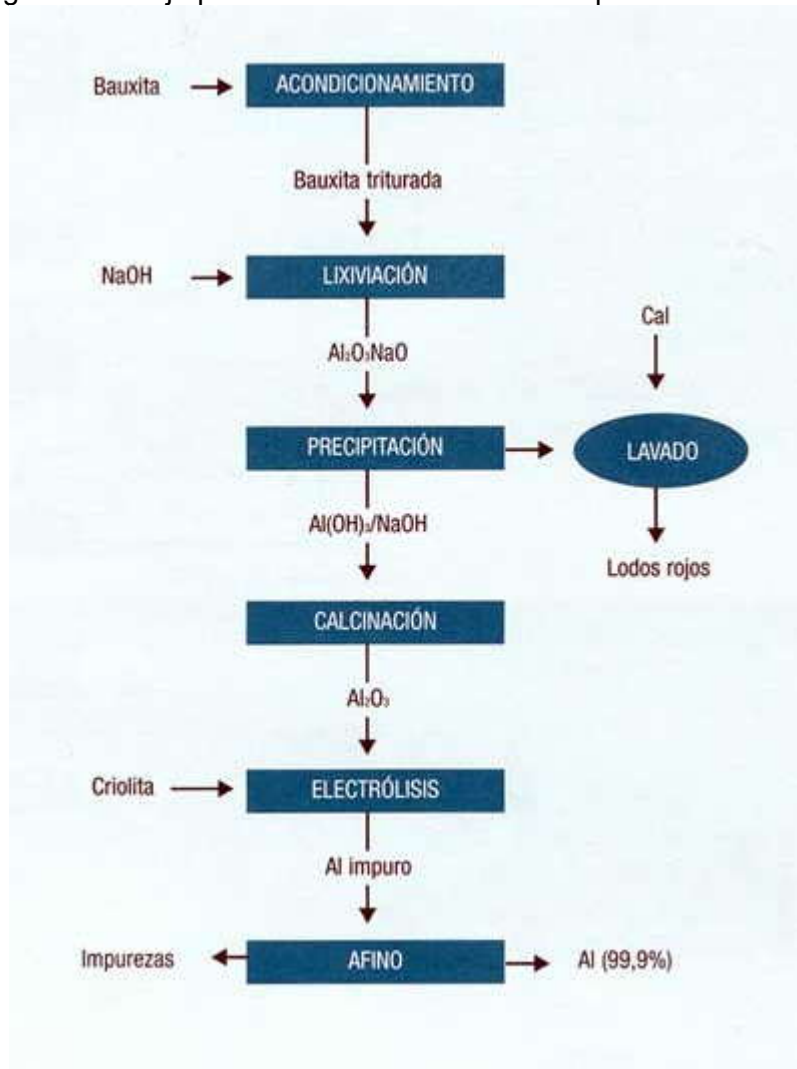 Bauxita
ACONDICIONAMIENTO
Bauxita triturada
NaOH
LIXIVIACIÓN
Cal
Al₂O₃NaO
PRECIPITACIÓN
LAVADO
Al(OH)₃/NaOH
Lodos rojos
CALCINACIÓN
Al₂O₃
Criolita
ELECTRÓLISIS
Al impuro
Impurezas
AFINO
Al (99,9%)